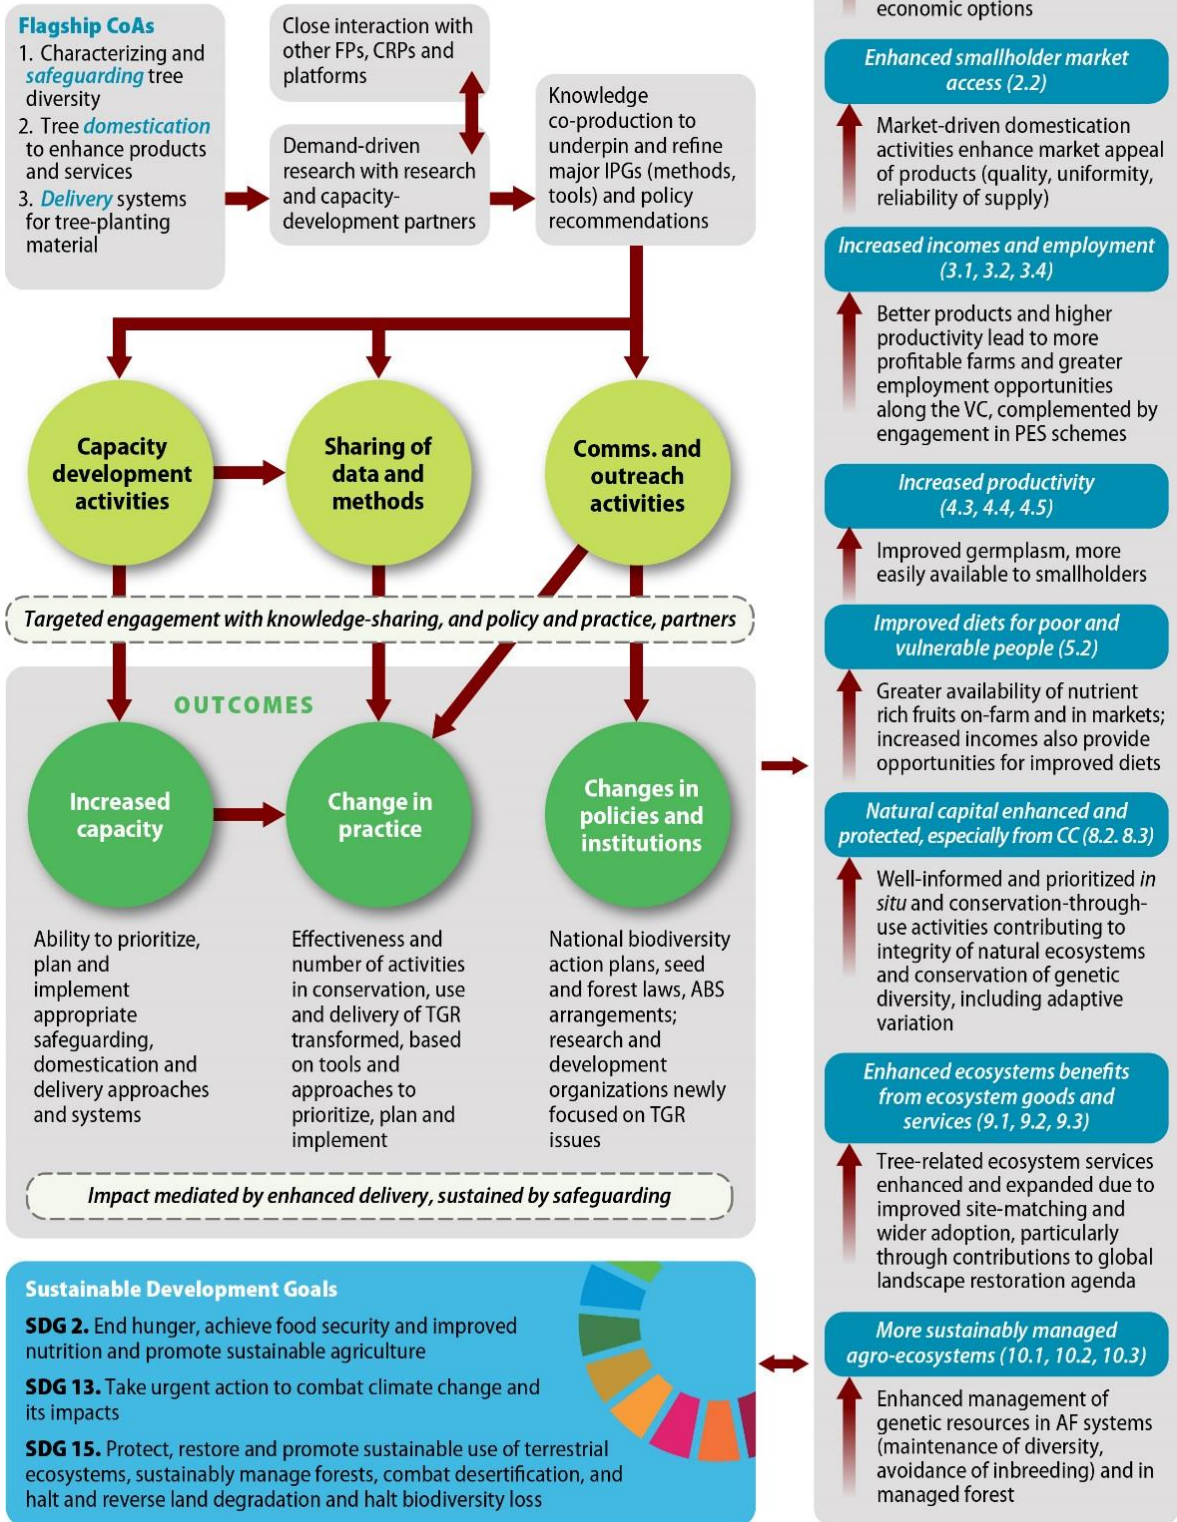 Flagship CoAs
1. Characterizing and
safeguarding tree
diversity
2. Tree domestication
to enhance products
and services
3. Delivery systems
for tree-planting
material
Close interaction with
other FPs, CRPs and
platforms
Demand-driven
research with research
and capacity-
development partners
Knowledge
co-production to
underpin and refine
major IPGs (methods,
tools) and policy
recommendations
Capacity
development
activities
Sharing of
data and
methods
Comms. and
outreach
activities
Targeted engagement with knowledge-sharing, and policy and practice, partners
OUTCOMES
Increased
capacity
Change in
practice
Changes in
policies and
institutions
Ability to prioritize,
plan and
implement
appropriate
safeguarding,
domestication and
delivery approaches
and systems
Effectiveness and
number of activities
in conservation, use
and delivery of TGR
transformed, based
on tools and
approaches to
prioritize, plan and
implement
National biodiversity
action plans, seed
and forest laws, ABS
arrangements;
research and
development
organizations newly
focused on TGR
issues
Impact mediated by enhanced delivery, sustained by safeguarding
Sustainable Development Goals
SDG 2. End hunger, achieve food security and improved
nutrition and promote sustainable agriculture
SDG 13. Take urgent action to combat climate change and
its impacts
SDG 15. Protect, restore and promote sustainable use of terrestrial
ecosystems, sustainably manage forests, combat desertification, and
halt and reverse land degradation and halt biodiversity loss
economic options
Enhanced smallholder market
access (2.2)
Market-driven domestication
activities enhance market appeal
of products (quality, uniformity,
reliability of supply)
Increased incomes and employment
(3.1, 3.2, 3.4)
Better products and higher
productivity lead to more
profitable farms and greater
employment opportunities
along the VC, complemented by
engagement in PES schemes
Increased productivity
(4.3, 4.4, 4.5)
Improved germplasm, more
easily available to smallholders
Improved diets for poor and
vulnerable people (5.2)
Greater availability of nutrient
rich fruits on-farm and in markets;
increased incomes also provide
opportunities for improved diets
Natural capital enhanced and
protected, especially from CC (8.2. 8.3)
Well-informed and prioritized in
situ and conservation-through-
use activities contributing to
integrity of natural ecosystems
and conservation of genetic
diversity, including adaptive
variation
Enhanced ecosystems benefits
from ecosystem goods and
services (9.1, 9.2, 9.3)
Tree-related ecosystem services
enhanced and expanded due to
improved site-matching and
wider adoption, particularly
through contributions to global
landscape restoration agenda
More sustainably managed
agro-ecosystems (10.1, 10.2, 10.3)
Enhanced management of
genetic resources in AF systems
(maintenance of diversity,
avoidance of inbreeding) and in
managed forest